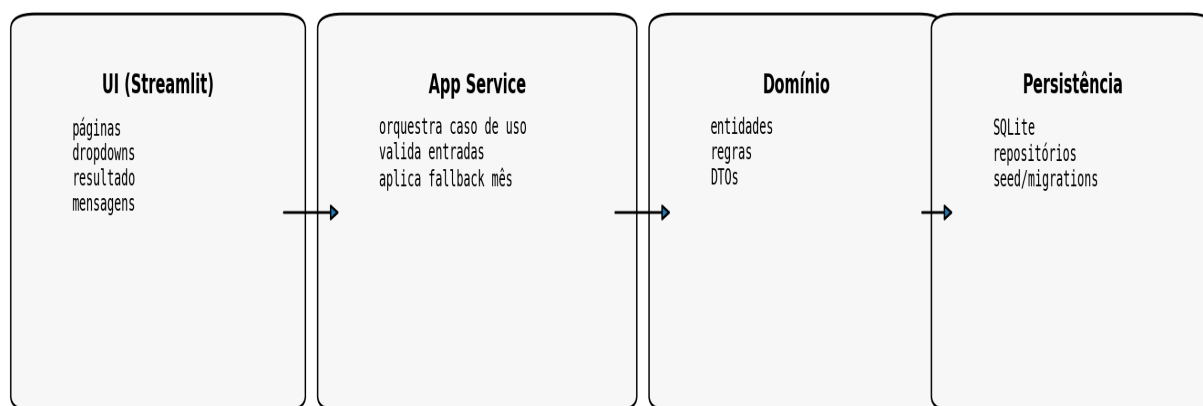 UI (Streamlit)
páginas
dropdowns
resultado
mensagens
App Service
orquestra caso de uso
valida entradas
aplica fallback mês
Domínio
entidades
regras
DTOs
Persistência
SQLite
repositórios
seed/migrations